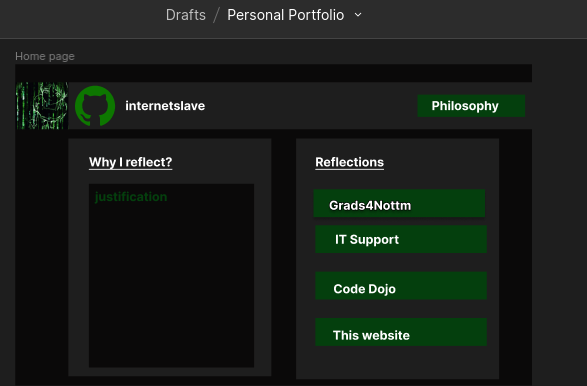 Drafts / Personal Portfolio
Home page
internetslave
Philosophy
Why I reflect?
justification
Reflections
Grads4Nottm
IT Support
Code Dojo
This website